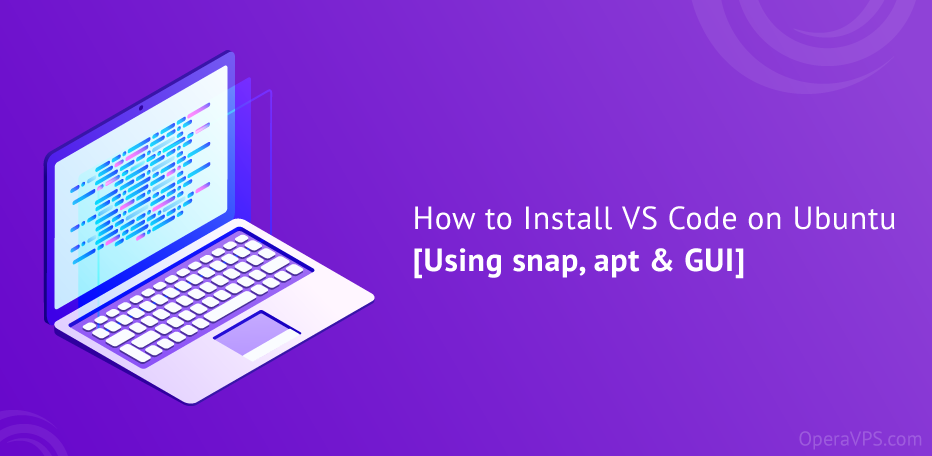 How to Install VS Code on Ubuntu
[Using snap, apt & GUI]
OperaVPS.com